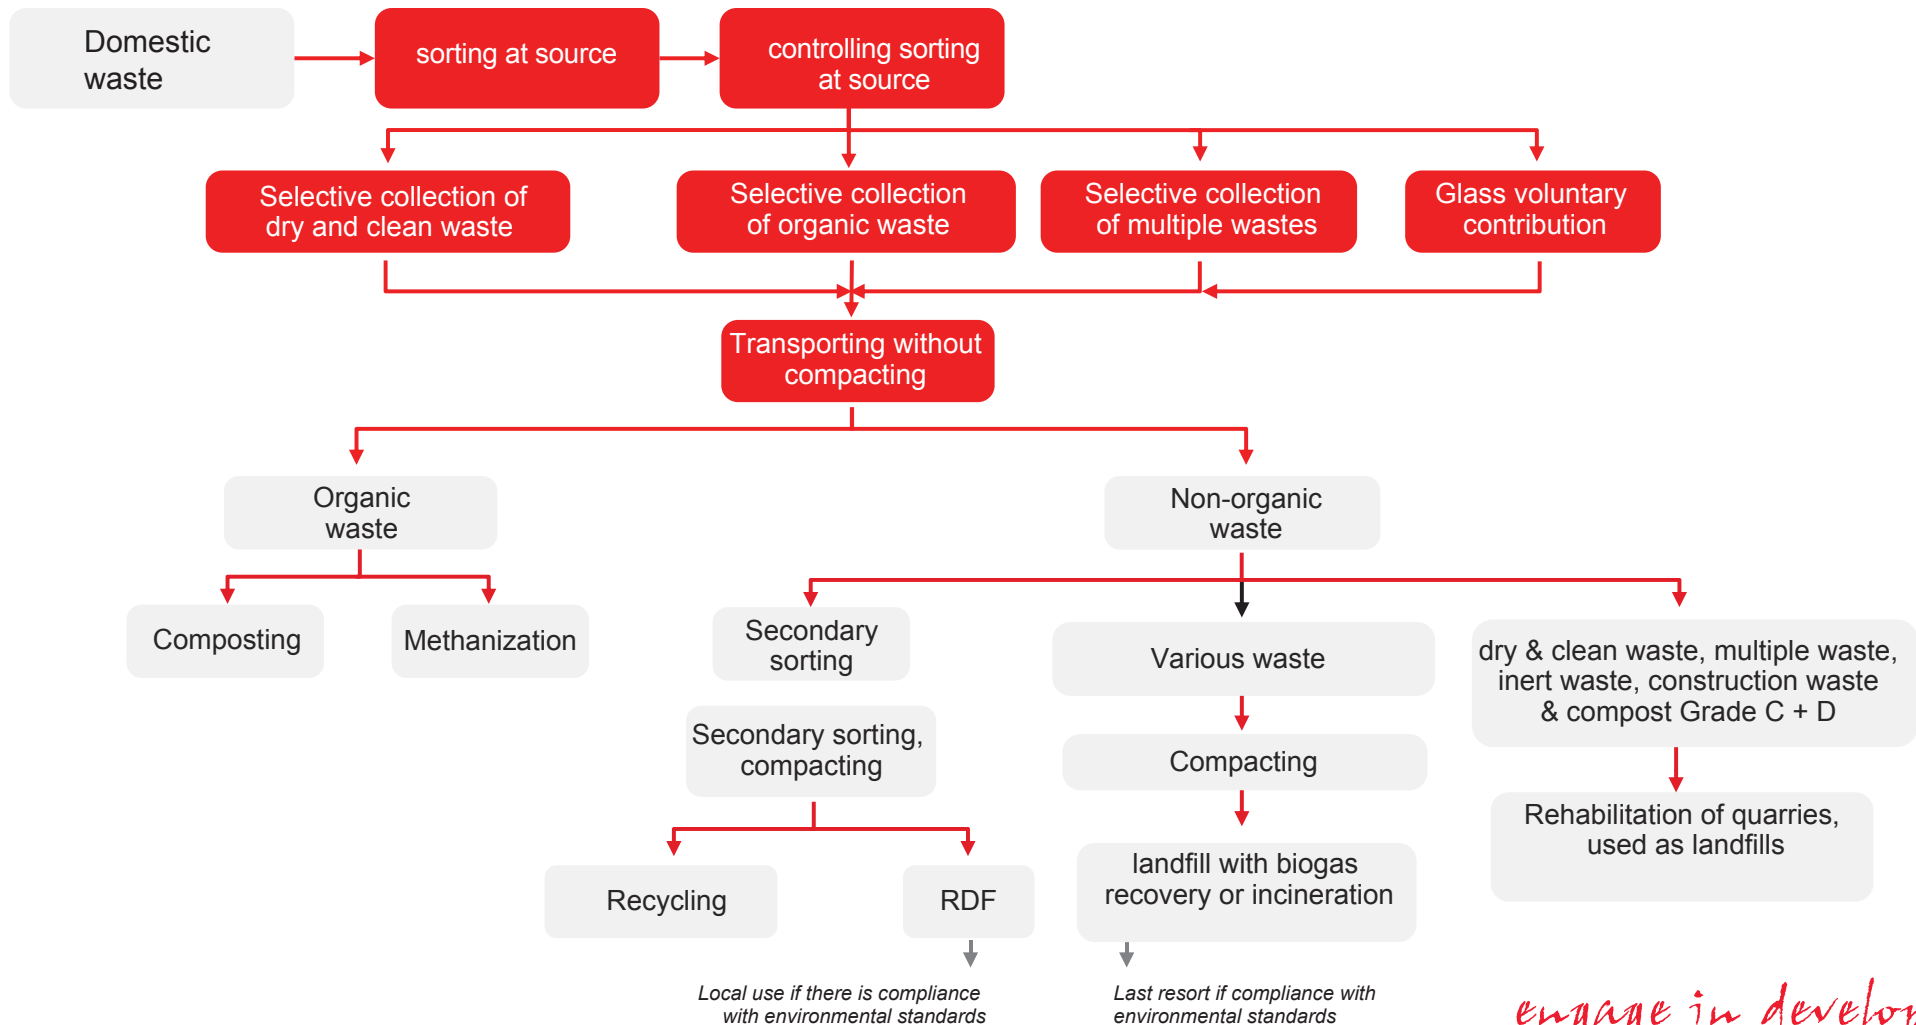 Domestic
waste
sorting at source
controlling sorting
at source
Selective collection of
dry and clean waste
Selective collection
of organic waste
Selective collection
of multiple wastes
Glass voluntary
contribution
Transporting without
compacting
Organic
waste
Non-organic
waste
Composting
Methanization
Secondary
sorting
Various waste
dry & clean waste, multiple waste,
inert waste, construction waste
& compost Grade C + D
Secondary sorting,
compacting
Compacting
Rehabilitation of quarries,
used as landfills
Recycling
RDF
landfill with biogas
recovery or incineration
Local use if there is compliance
with environmental standards
Last resort if compliance with
environmental standards
engage in